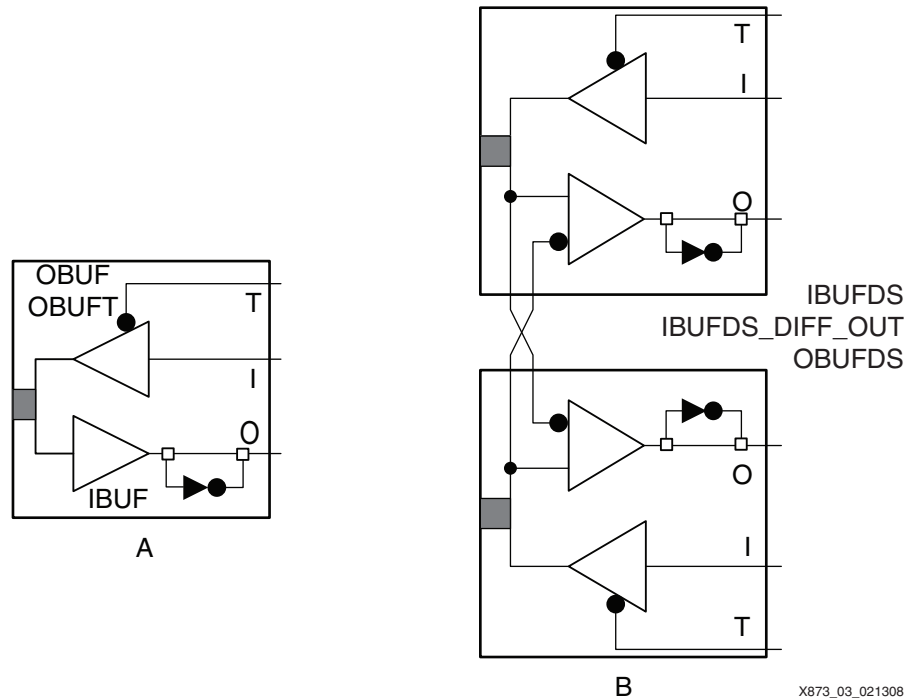 OBUF
OBUFT
T
I
O
IBUF
A
T
I
O
IBUFDS
IBUFDS_DIFF_OUT
OBUFDS
O
I
T
B
X873_03_021308